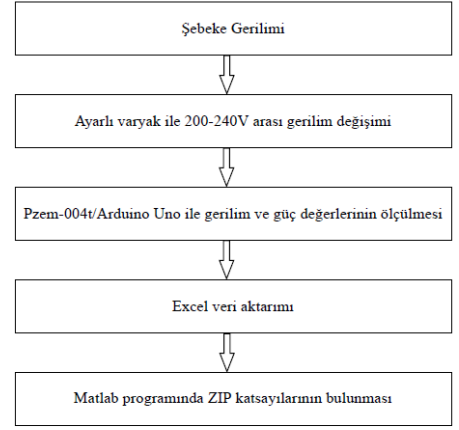 Şebeke Gerilimi
Ayarlı varyak ile 200-240V arası gerilim değişimi
Pzem-004t/Arduino Uno ile gerilim ve güç değerlerinin ölçülmesi
Excel veri aktarımı
Matlab programında ZIP katsayılarının bulunması